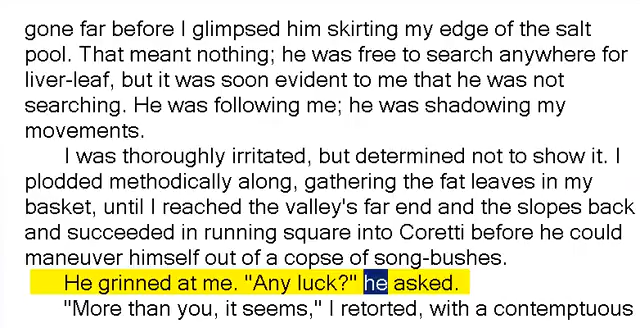 gone far before I glimpsed him skirting my edge of the salt
pool. That meant nothing; he was free to search anywhere for
liver-leaf, but it was soon evident to me that he was not
searching. He was following me; he was shadowing my
movements.
I was thoroughly irritated, but determined not to show it. I
plodded methodically along, gathering the fat leaves in my
basket, until I reached the valley's far end and the slopes back
and succeeded in running square into Coretti before he could
maneuver himself out of a copse of song-bushes.
He grinned at me. "Any luck?" he asked.
"More than you, it seems," I retorted, with a contemptuous